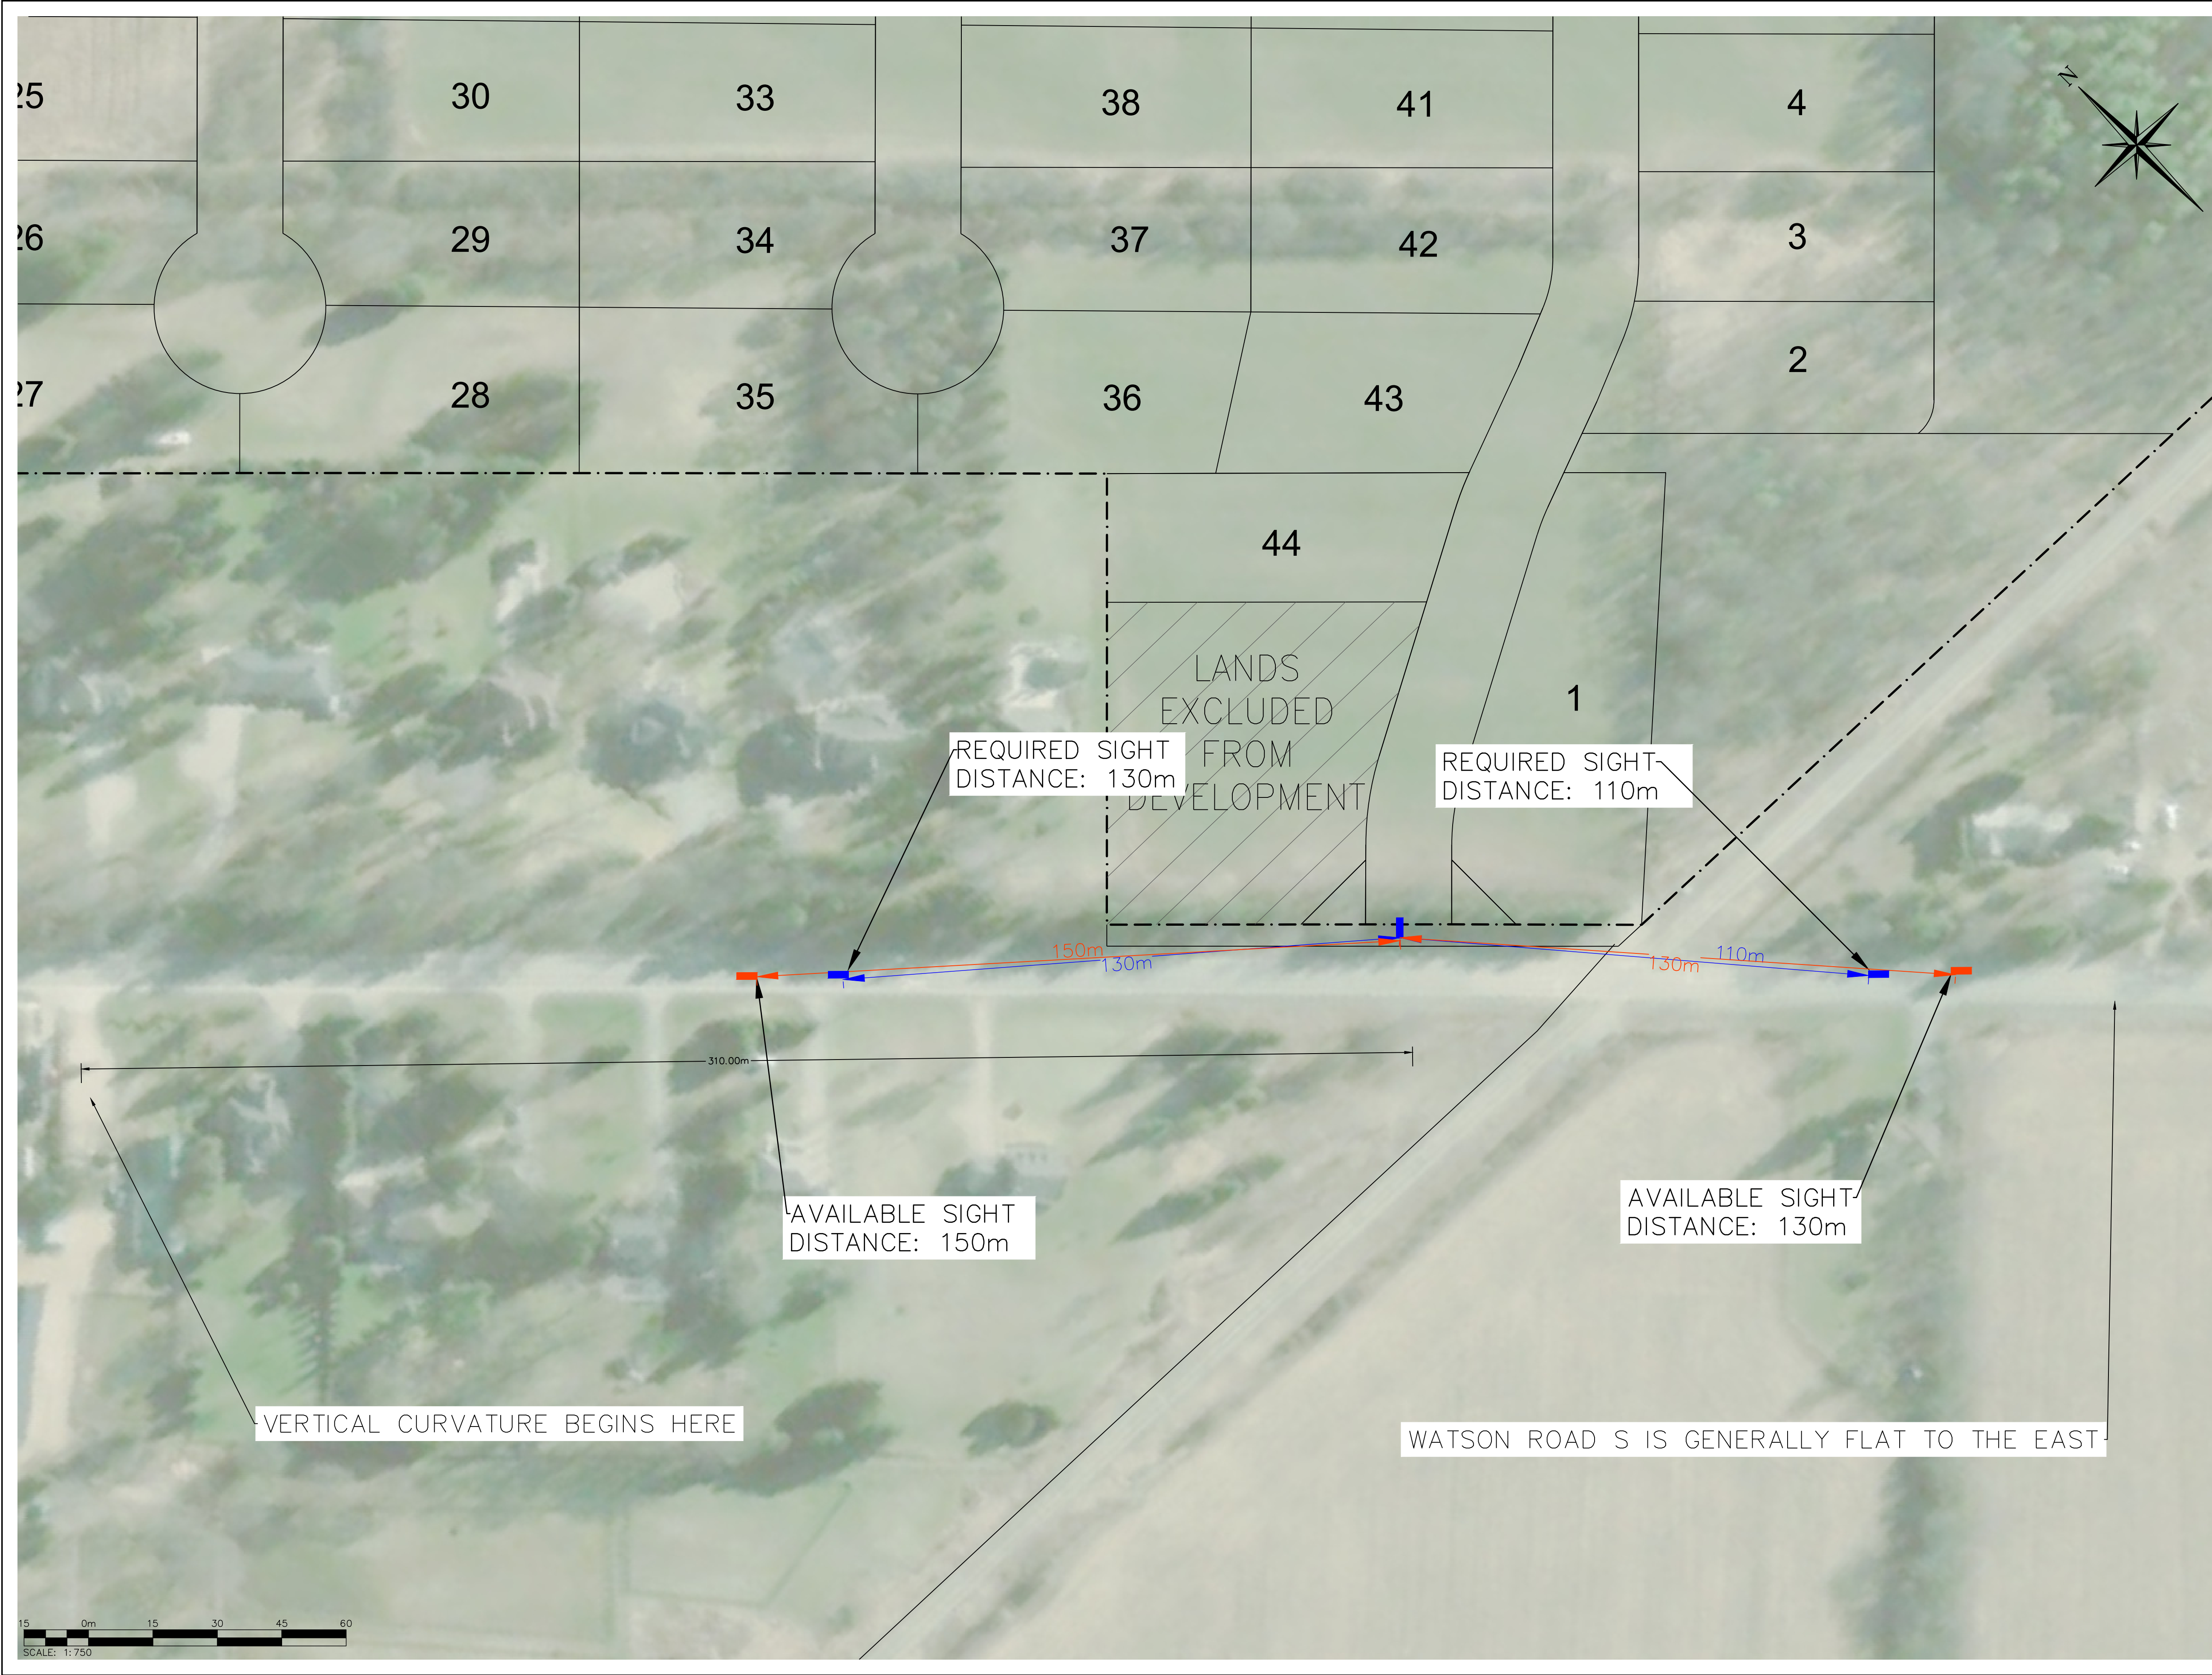 N
25
30
33
38
41
4
26
29
34
37
42
3
27
28
35
36
43
2
44
1
LANDS
EXCLUDED
FROM
DEVELOPMENT
REQUIRED SIGHT
DISTANCE: 130m
REQUIRED SIGHT
DISTANCE: 110m
150m
130m
130m
110m
310.00m
AVAILABLE SIGHT
DISTANCE: 150m
AVAILABLE SIGHT
DISTANCE: 130m
VERTICAL CURVATURE BEGINS HERE
WATSON ROAD S IS GENERALLY FLAT TO THE EAST
15 0m 15 30 45 60
SCALE: 1:750